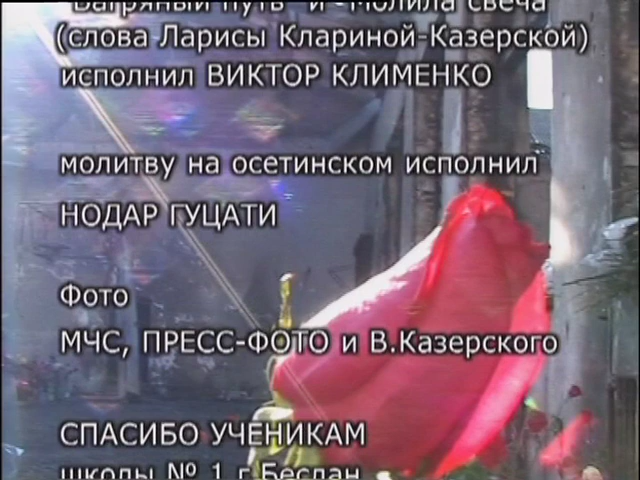 "Багряный путь" и "Молила свеча"
(слова Ларисы Клариной-Казерской)
исполнил ВИКТОР КЛИМЕНКО
молитву на осетинском исполнил
НОДАР ГУЦАТИ
Фото
МЧС, ПРЕСС-ФОТО и В.Казерского
СПАСИБО УЧЕНИКАМ
школы № 1 г.Беслан